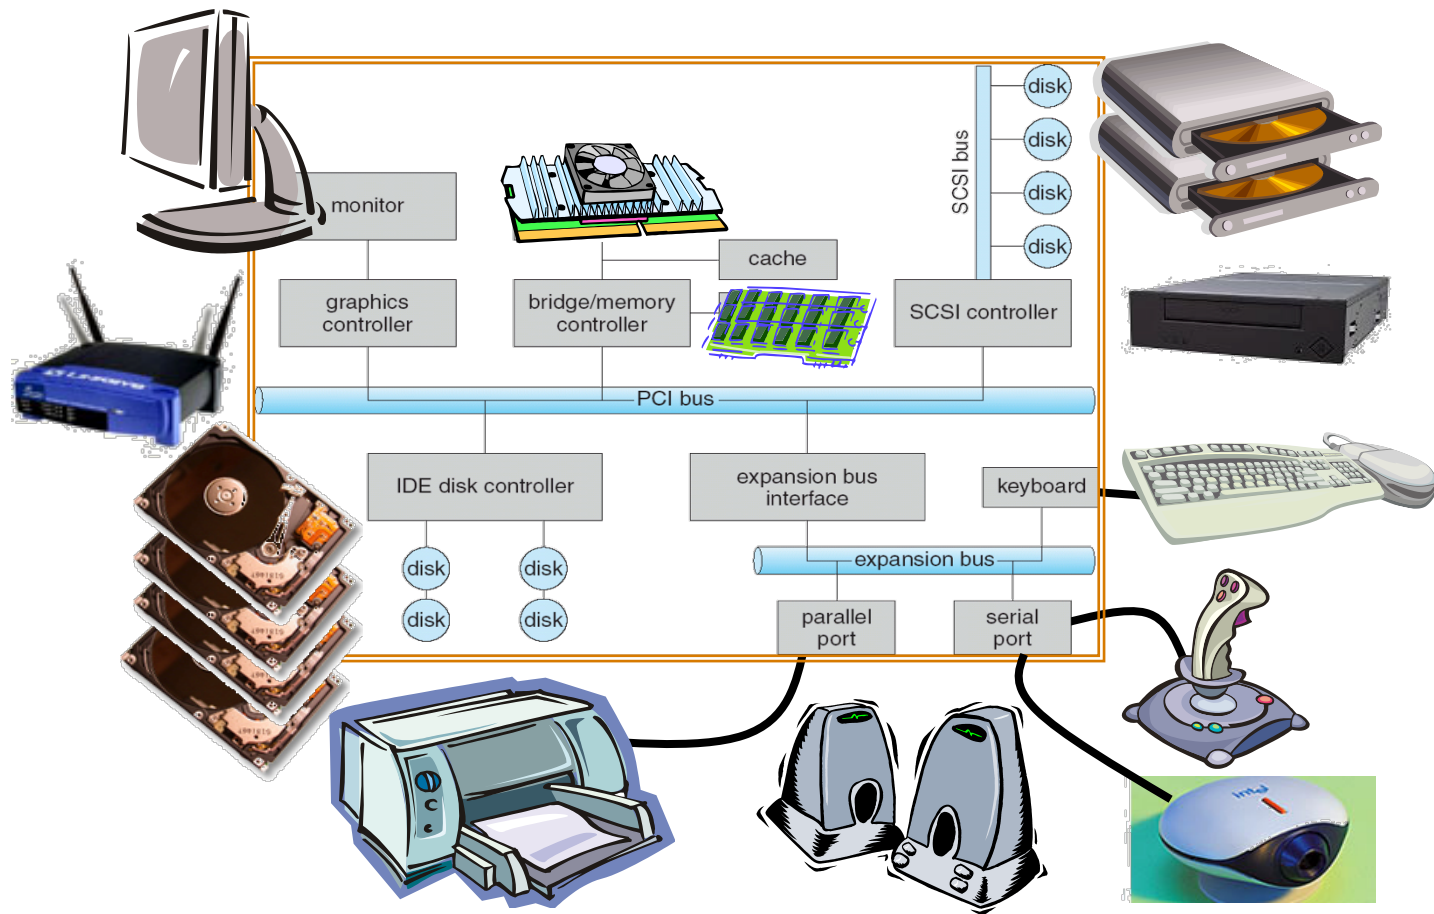 disk
disk
SCSI bus
disk
disk
monitor
cache
graphics
controller
bridge/memory
controller
SCSI controller
PCI bus
IDE disk controller
expansion bus
interface
keyboard
expansion bus
disk
disk
disk
disk
parallel
port
serial
port
intel